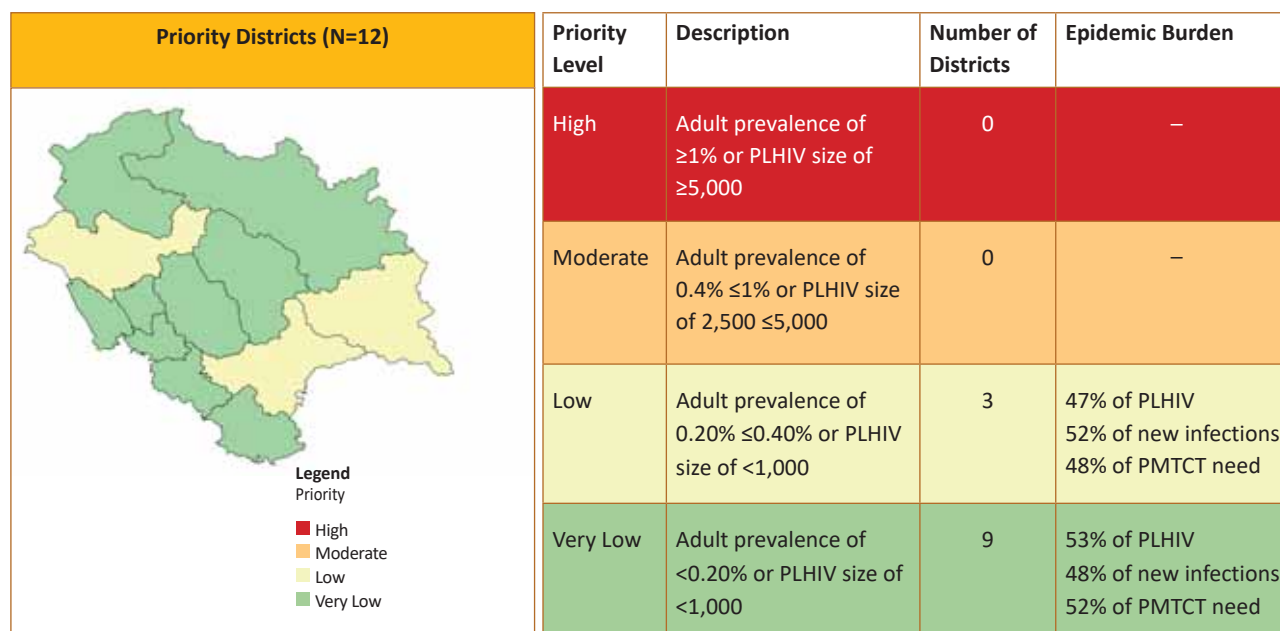 Priority Districts (N=12)
Legend
Priority
High
Moderate
Low
Very Low
Priority Level
Description
Number of Districts
Epidemic Burden
High
Adult prevalence of
≥1% or PLHIV size of
≥5,000
0
–
Moderate
Adult prevalence of
0.4% ≤1% or PLHIV size
of 2,500 ≤5,000
0
–
Low
Adult prevalence of
0.20% ≤0.40% or PLHIV
size of <1,000
3
47% of PLHIV
52% of new infections
48% of PMTCT need
Very Low
Adult prevalence of
<0.20% or PLHIV size of
<1,000
9
53% of PLHIV
48% of new infections
52% of PMTCT need